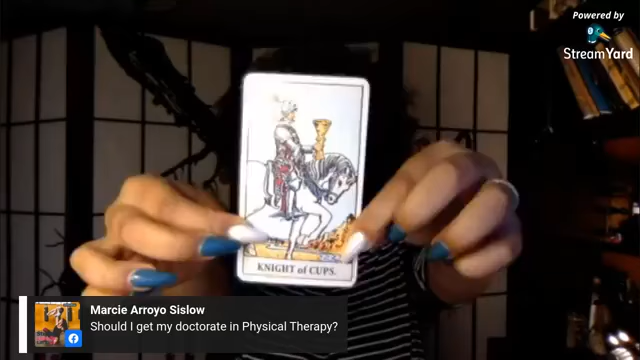 Powered by
StreamYard
KNIGHT of CUPS.
Marcie Arroyo Sislow
Should I get my doctorate in Physical Therapy?